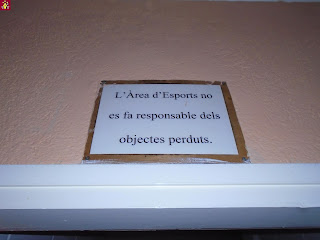 L'Àrea d'Esports no
es fa responsable dels
objectes perduts.